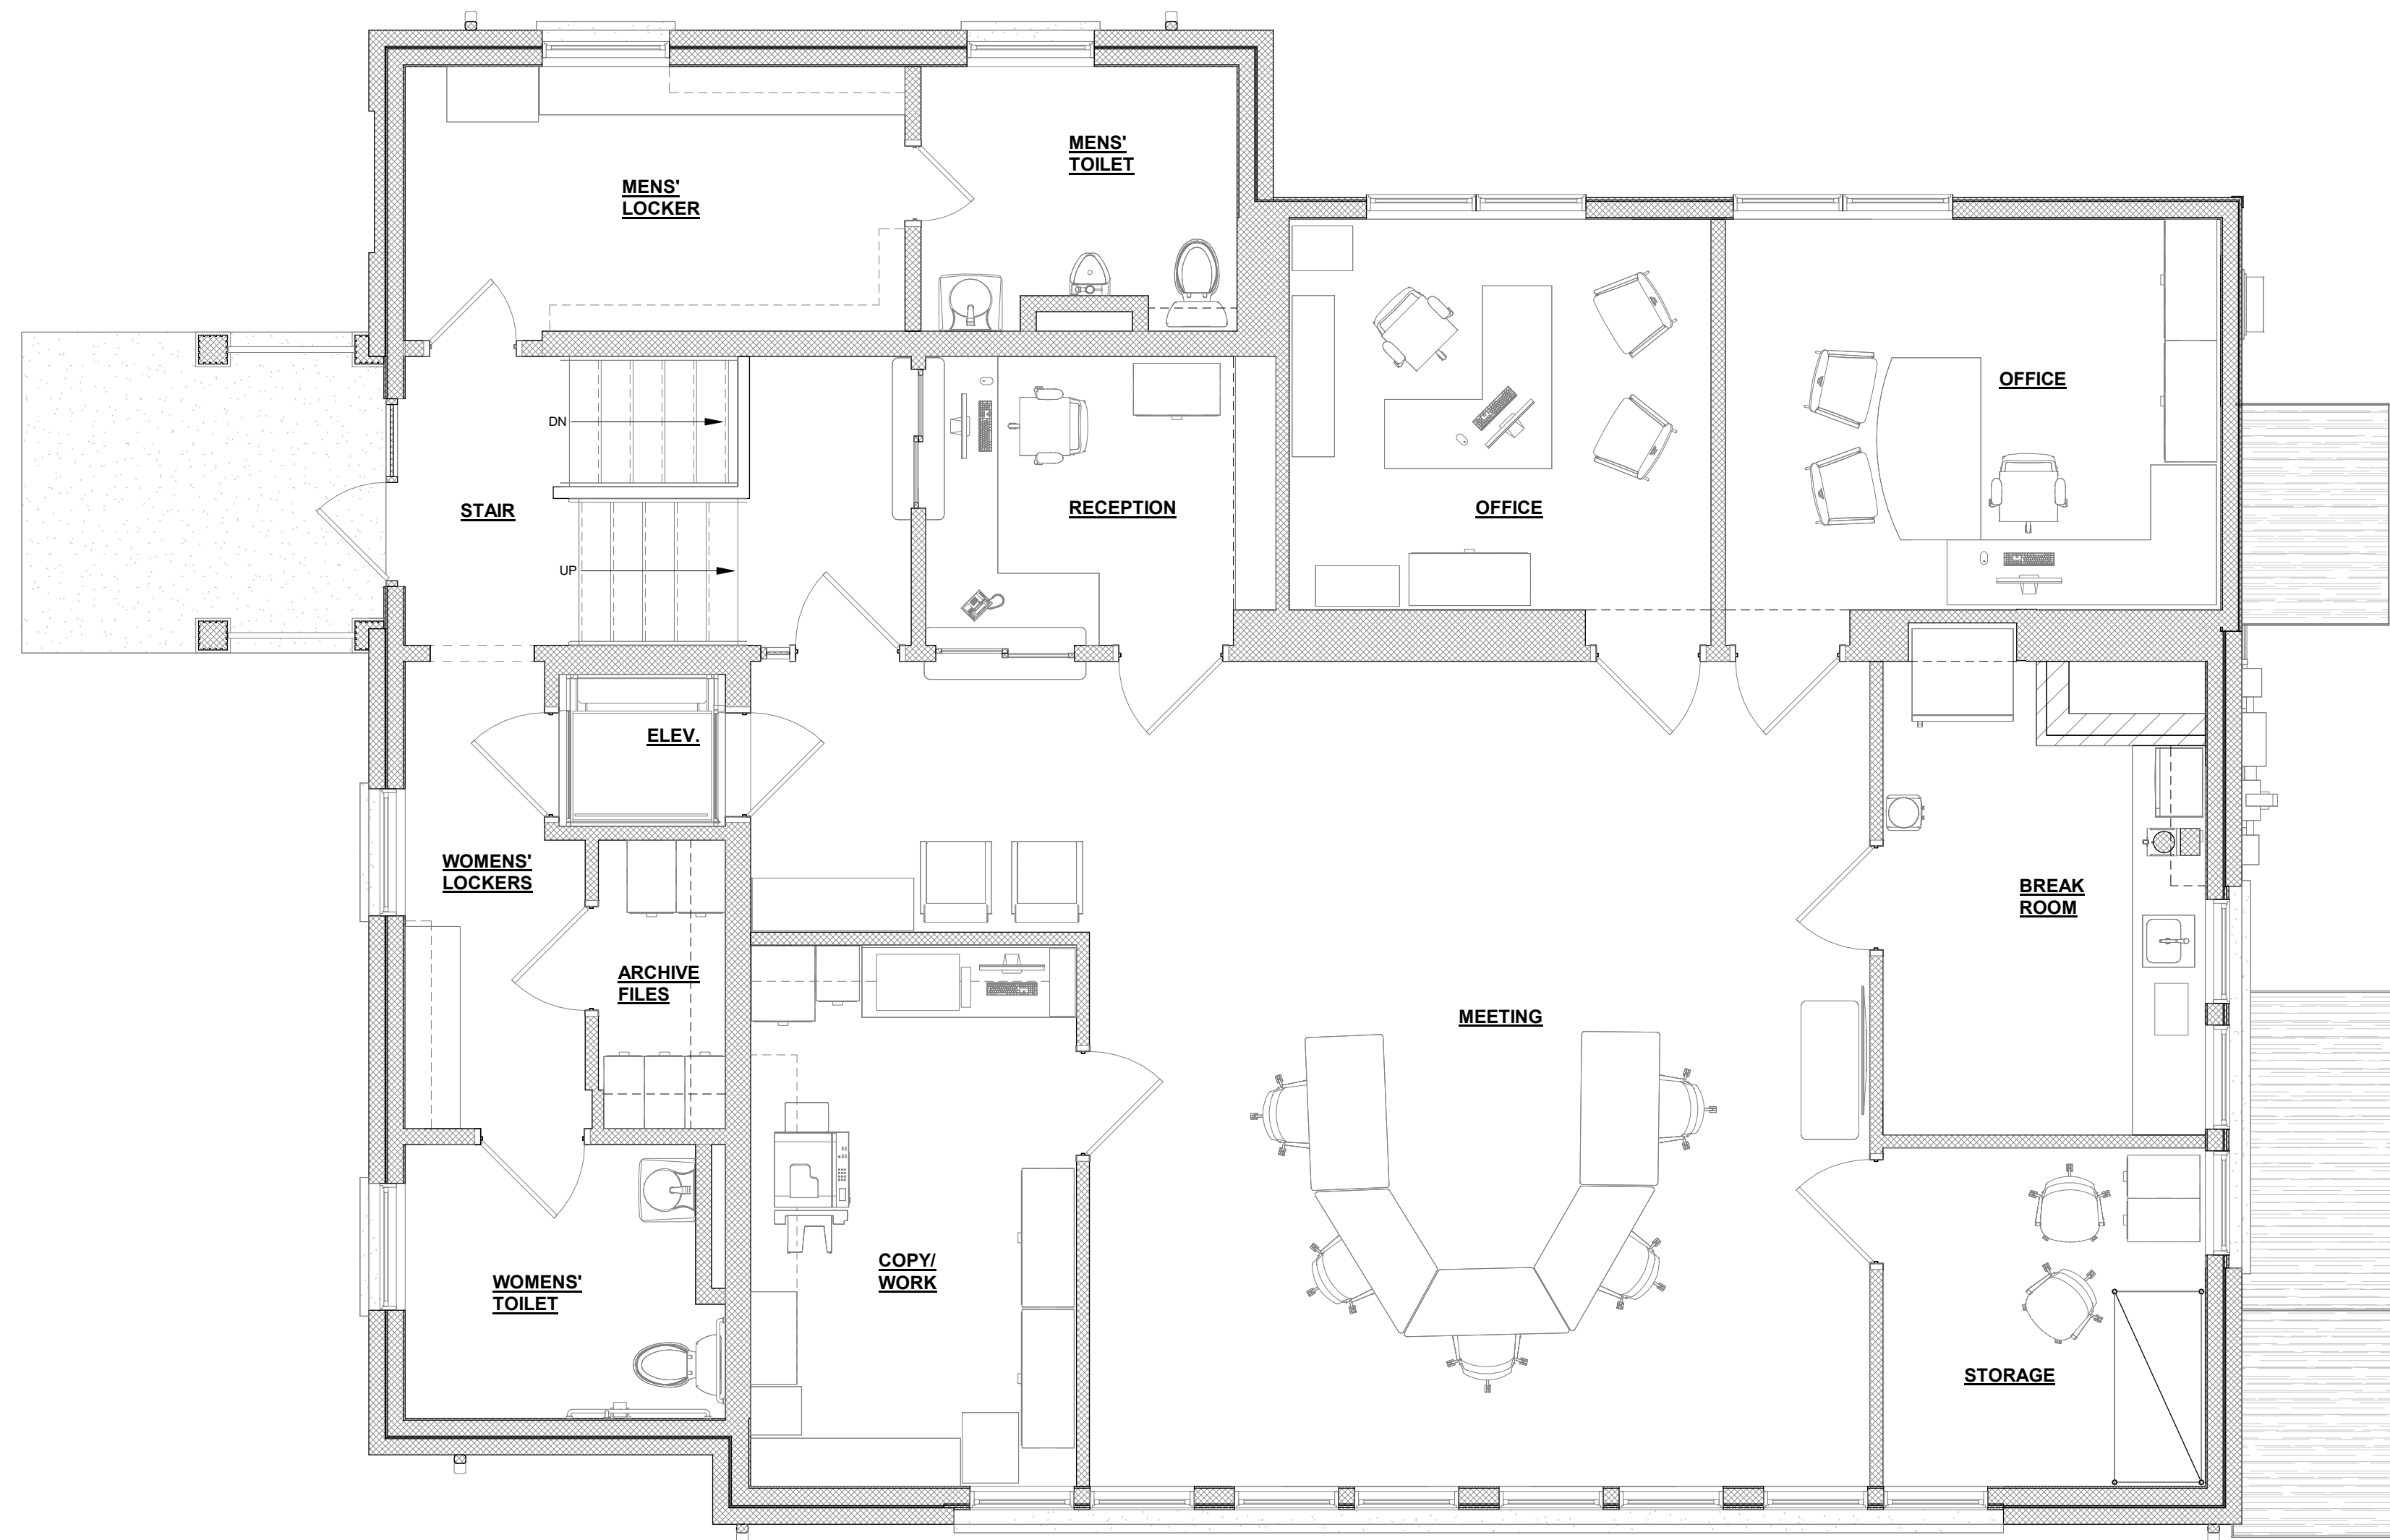 MENS'
TOILET
MENS'
LOCKER
OFFICE
DN
RECEPTION
OFFICE
STAIR
UP
ELEV.
WOMENS'
LOCKERS
BREAK
ROOM
ARCHIVE
FILES
MEETING
COPY/
WORK
WOMENS'
TOILET
STORAGE